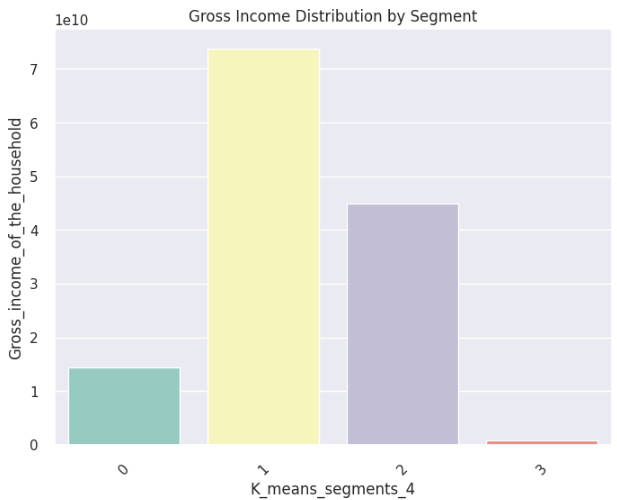 Gross Income Distribution by Segment
1e10
7
6
5
4
3
2
1
0
Gross_income_of_the_household
0 1 2 3
K_means_segments_4